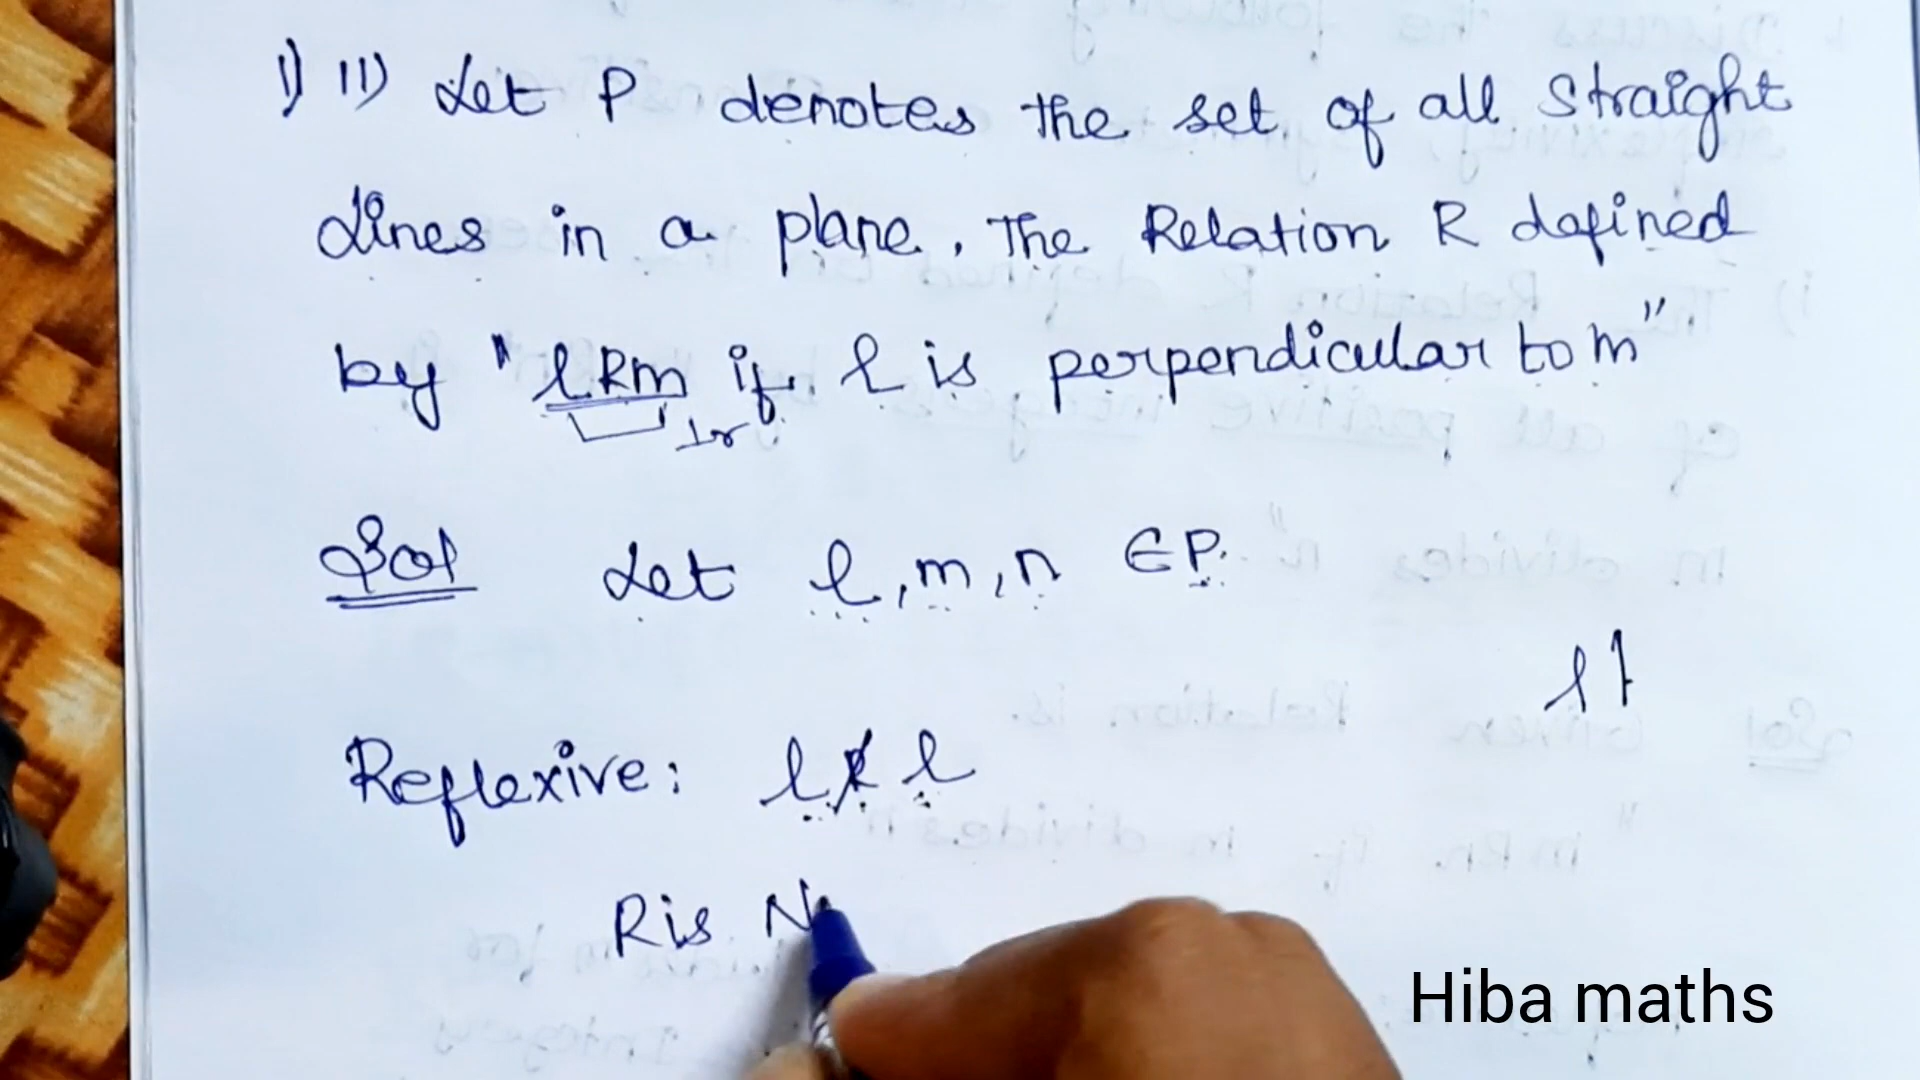 1) 11) Let P denotes the set of all straight
Lines in a plane. The Relation R defined
by "lRm if l is perpendicular to m"
⊥r
Sol Let l, m, n ∈ P.
Reflexive: l R̸ l
R is N
Hiba maths